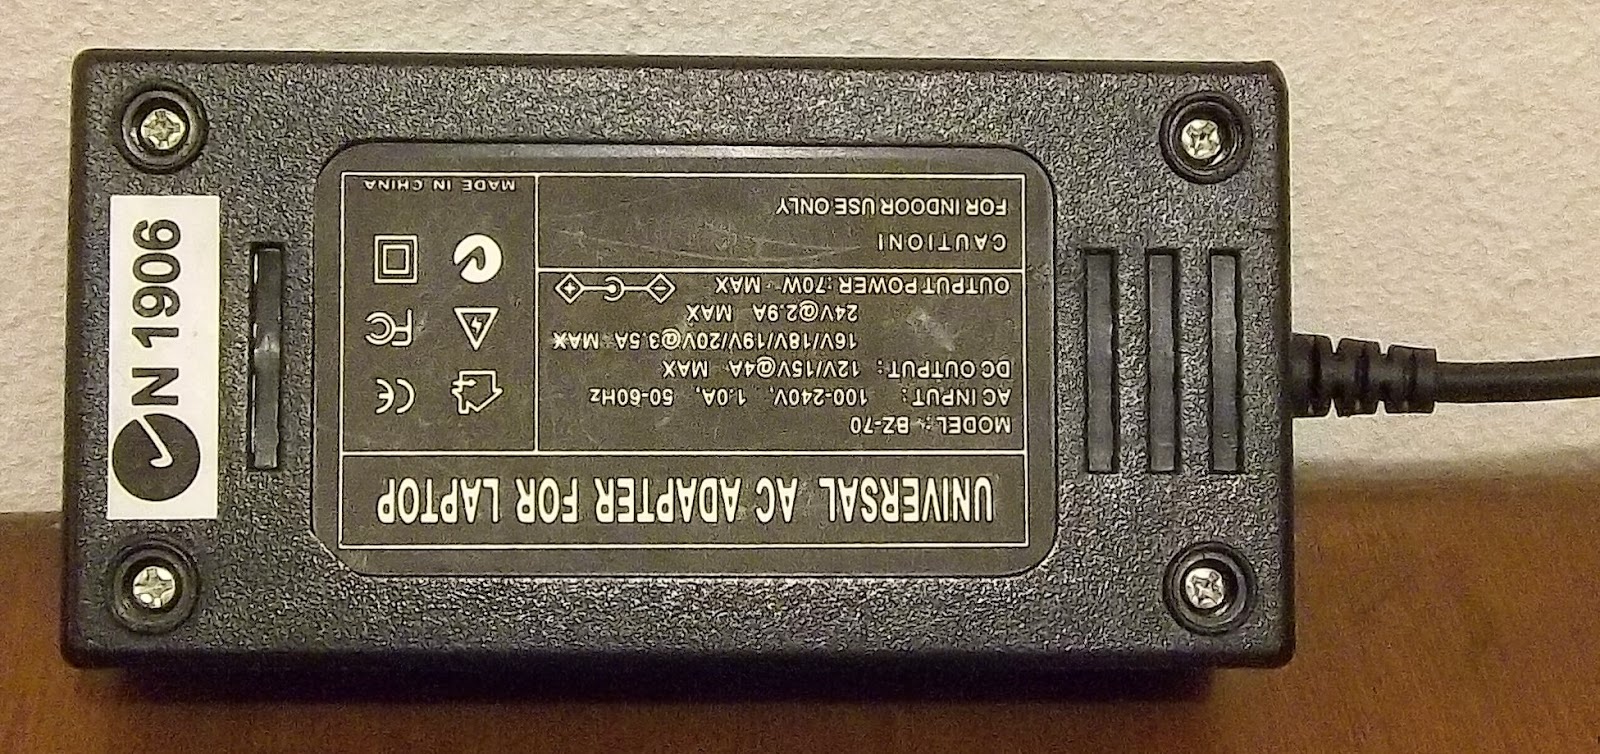 UNIVERSAL AC ADAPTER FOR LAPTOP
MODEL: BZ-70
AC INPUT: 100-240V, 1.0A, 50-60Hz
DC OUTPUT: 12V/15V@4A MAX
16V/18V/19V/20V@3.5A MAX
24V@2.9A MAX
OUTPUT POWER: 70W MAX
CAUTION!
FOR INDOOR USE ONLY
CE
FC
MADE IN CHINA
N 1906